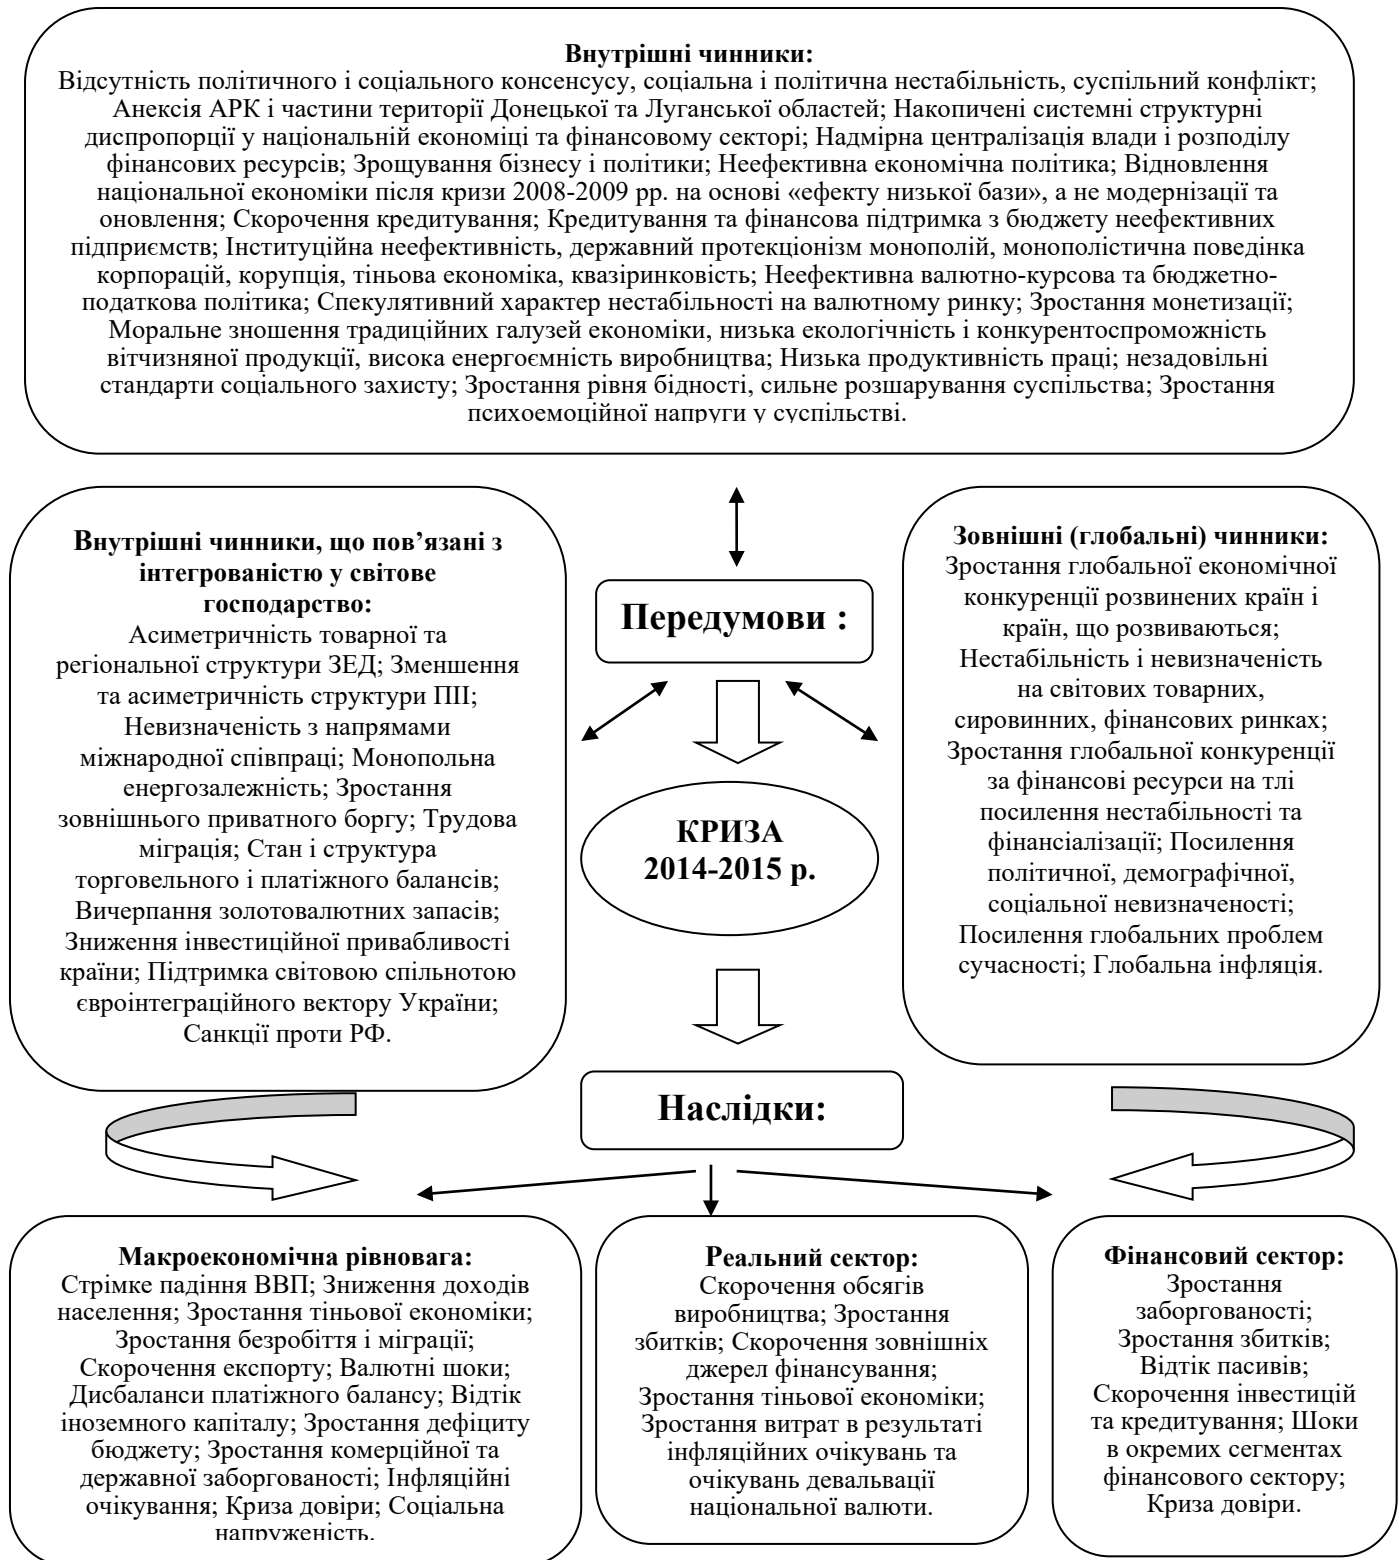 Внутрішні чинники:
Відсутність політичного і соціального консенсусу, соціальна і політична нестабільність, суспільний конфлікт;
Анексія АРК і частини території Донецької та Луганської областей; Накопичені системні структурні
диспропорції у національній економіці та фінансовому секторі; Надмірна централізація влади і розподілу
фінансових ресурсів; Зрощування бізнесу і політики; Неефективна економічна політика; Відновлення
національної економіки після кризи 2008-2009 рр. на основі «ефекту низької бази», а не модернізації та
оновлення; Скорочення кредитування; Кредитування та фінансова підтримка з бюджету неефективних
підприємств; Інституційна неефективність, державний протекціонізм монополій, монополістична поведінка
корпорацій, корупція, тіньова економіка, квазіринковість; Неефективна валютно-курсова та бюджетно-
податкова політика; Спекулятивний характер нестабільності на валютному ринку; Зростання монетизації;
Моральне зношення традиційних галузей економіки, низька екологічність і конкурентоспроможність
вітчизняної продукції, висока енергоємність виробництва; Низька продуктивність праці; незадовільні
стандарти соціального захисту; Зростання рівня бідності, сильне розшарування суспільства; Зростання
психоемоційної напруги у суспільстві.
Внутрішні чинники, що пов’язані з
інтегрованістю у світове
господарство:
Асиметричність товарної та
регіональної структури ЗЕД; Зменшення
та асиметричність структури ПІІ;
Невизначеність з напрямами
міжнародної співпраці; Монопольна
енергозалежність; Зростання
зовнішнього приватного боргу; Трудова
міграція; Стан і структура
торговельного і платіжного балансів;
Вичерпання золотовалютних запасів;
Зниження інвестиційної привабливості
країни; Підтримка світовою спільнотою
євроінтеграційного вектору України;
Санкції проти РФ.
Передумови :
КРИЗА
2014-2015 р.
Зовнішні (глобальні) чинники:
Зростання глобальної економічної
конкуренції розвинених країн і
країн, що розвиваються;
Нестабільність і невизначеність
на світових товарних,
сировинних, фінансових ринках;
Зростання глобальної конкуренції
за фінансові ресурси на тлі
посилення нестабільності та
фінансіалізації; Посилення
політичної, демографічної,
соціальної невизначеності;
Посилення глобальних проблем
сучасності; Глобальна інфляція.
Наслідки:
Макроекономічна рівновага:
Стрімке падіння ВВП; Зниження доходів
населення; Зростання тіньової економіки;
Зростання безробіття і міграції;
Скорочення експорту; Валютні шоки;
Дисбаланси платіжного балансу; Відтік
іноземного капіталу; Зростання дефіциту
бюджету; Зростання комерційної та
державної заборгованості; Інфляційні
очікування; Криза довіри; Соціальна
напруженість.
Реальний сектор:
Скорочення обсягів
виробництва; Зростання
збитків; Скорочення зовнішніх
джерел фінансування;
Зростання тіньової економіки;
Зростання витрат в результаті
інфляційних очікувань та
очікувань девальвації
національної валюти.
Фінансовий сектор:
Зростання
заборгованості;
Зростання збитків;
Відтік пасивів;
Скорочення інвестицій
та кредитування; Шоки
в окремих сегментах
фінансового сектору;
Криза довіри.